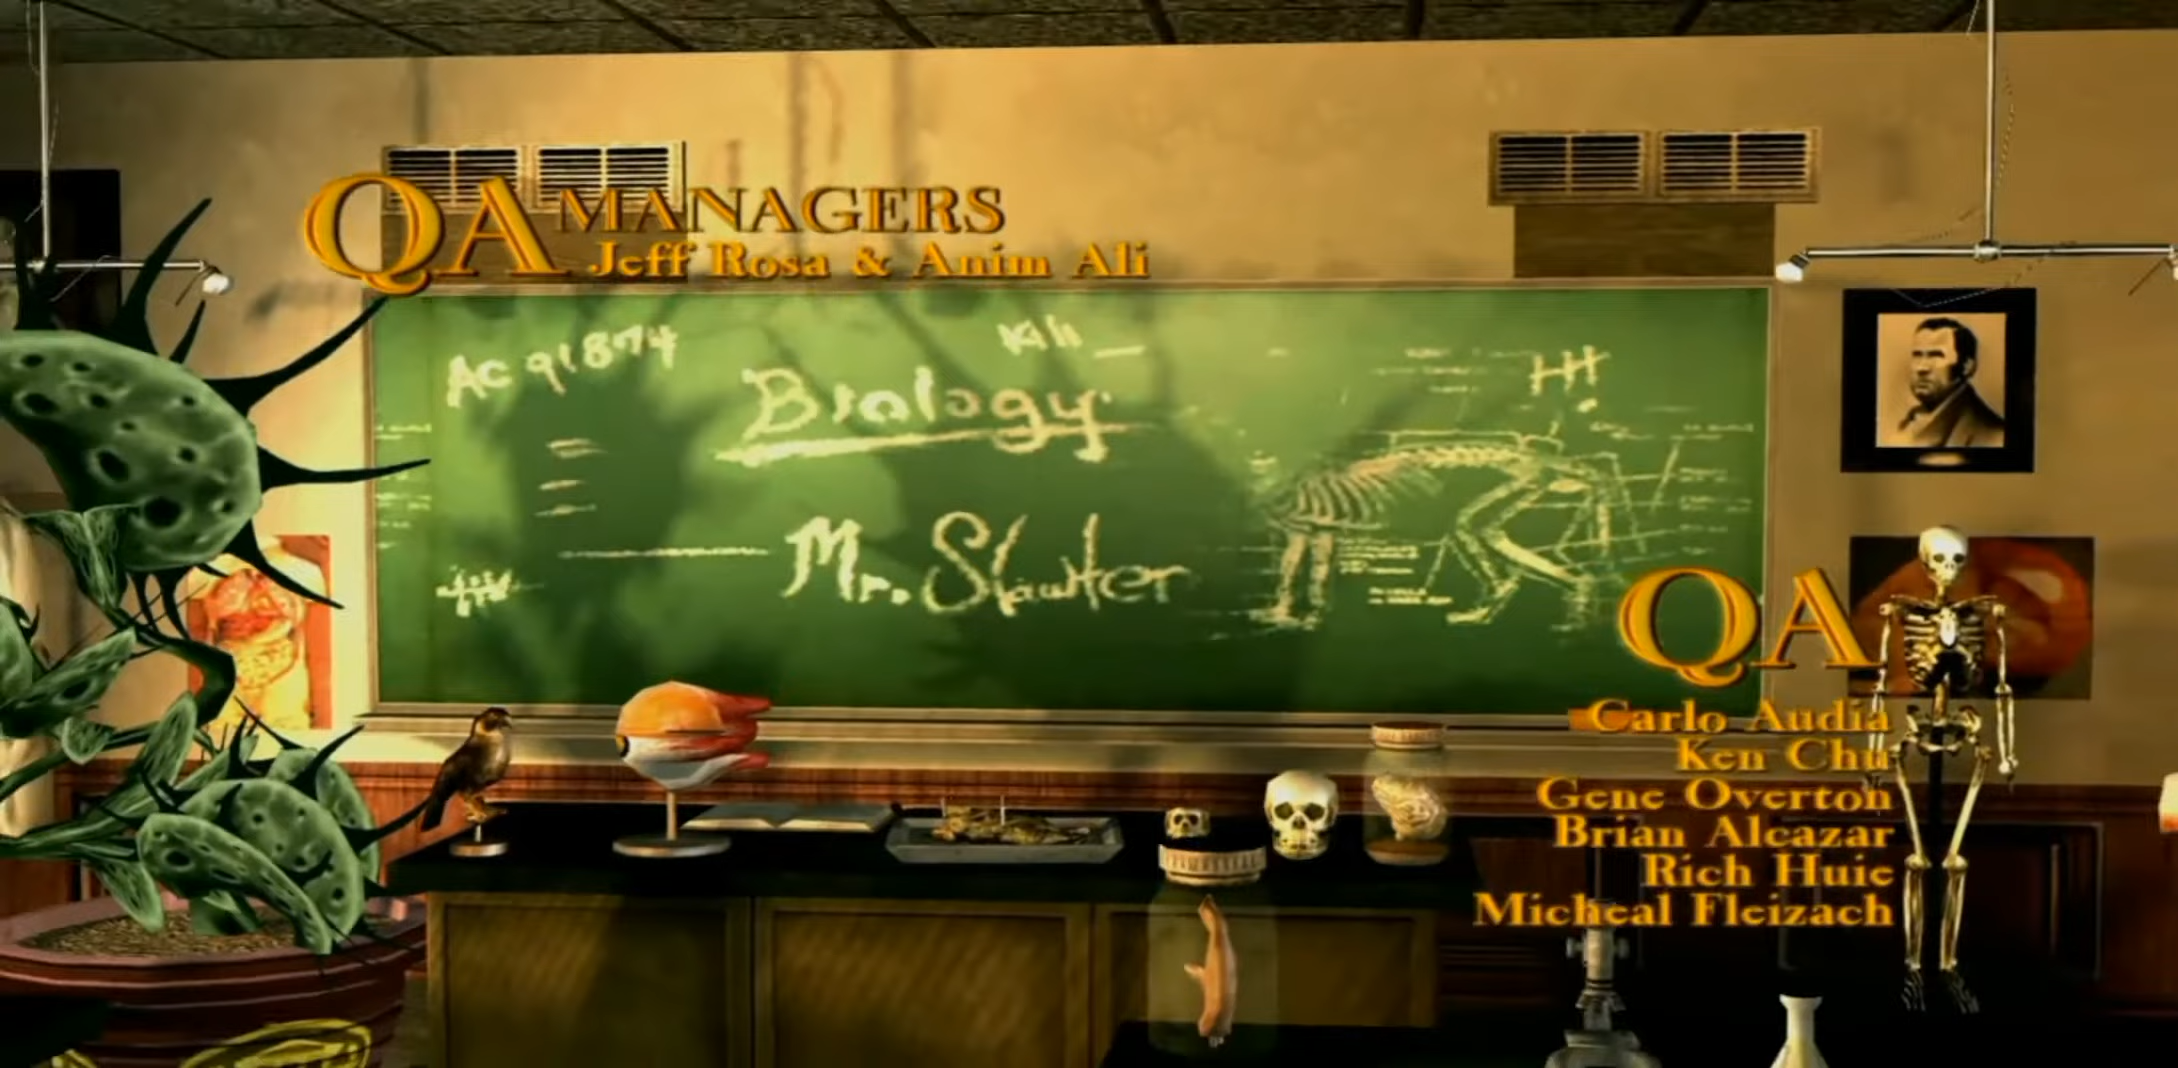 QA MANAGERS
Jeff Rosa & Anim Ali
Ac 91874
Biology
Mr. Slawter
QA
Carlo Audia
Ken Chu
Gene Overton
Brian Alcazar
Rich Huie
Micheal Fleizach